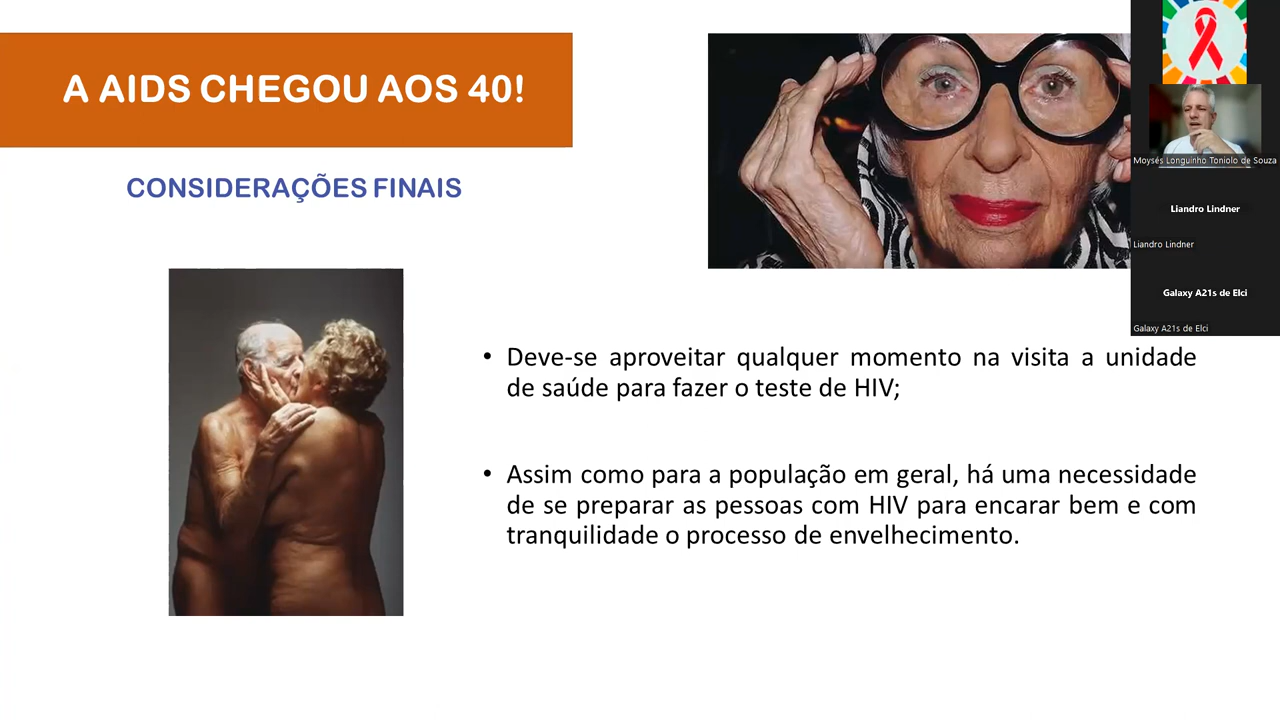 A AIDS CHEGOU AOS 40!
CONSIDERAÇÕES FINAIS
Moysés Longuinho Toniolo de Souza
Liandro Lindner
Liandro Lindner
Galaxy A21s de Elci
Galaxy A21s de Elci
• Deve-se aproveitar qualquer momento na visita a unidade
de saúde para fazer o teste de HIV;
• Assim como para a população em geral, há uma necessidade
de se preparar as pessoas com HIV para encarar bem e com
tranquilidade o processo de envelhecimento.